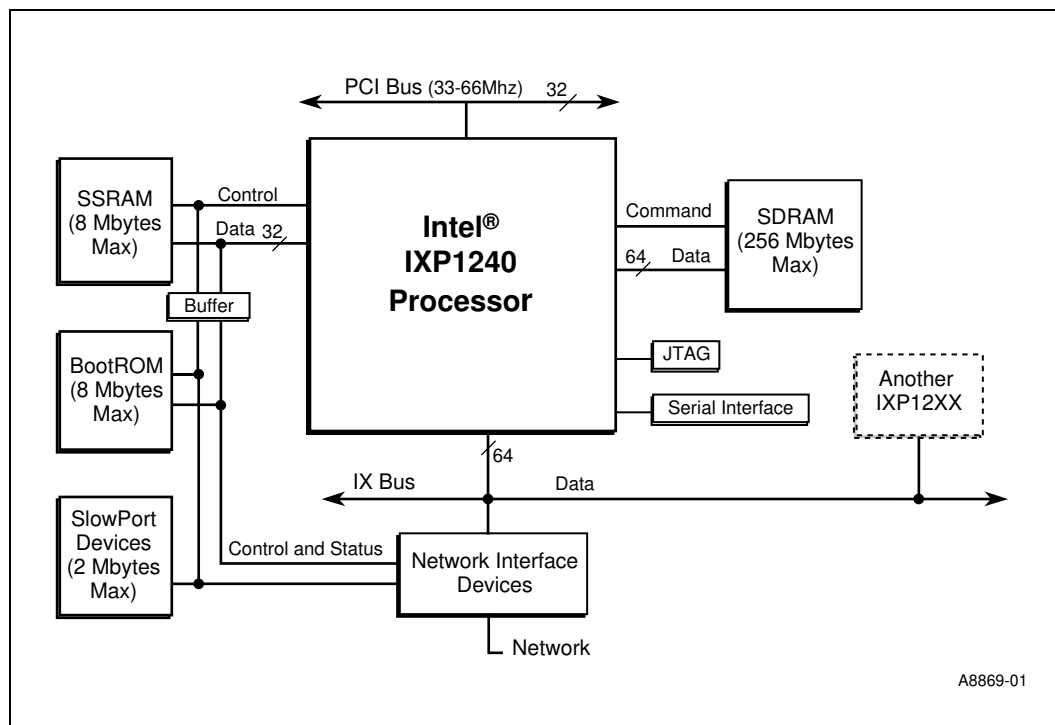 PCI Bus (33-66Mhz) 32
SSRAM
(8 Mbytes
Max)
Control
Data 32
Buffer
Intel®
IXP1240
Processor
Command
64 Data
SDRAM
(256 Mbytes
Max)
BootROM
(8 Mbytes
Max)
JTAG
Serial Interface
Another
IXP12XX
64
IX Bus
Data
SlowPort
Devices
(2 Mbytes
Max)
Control and Status
Network Interface
Devices
Network
A8869-01